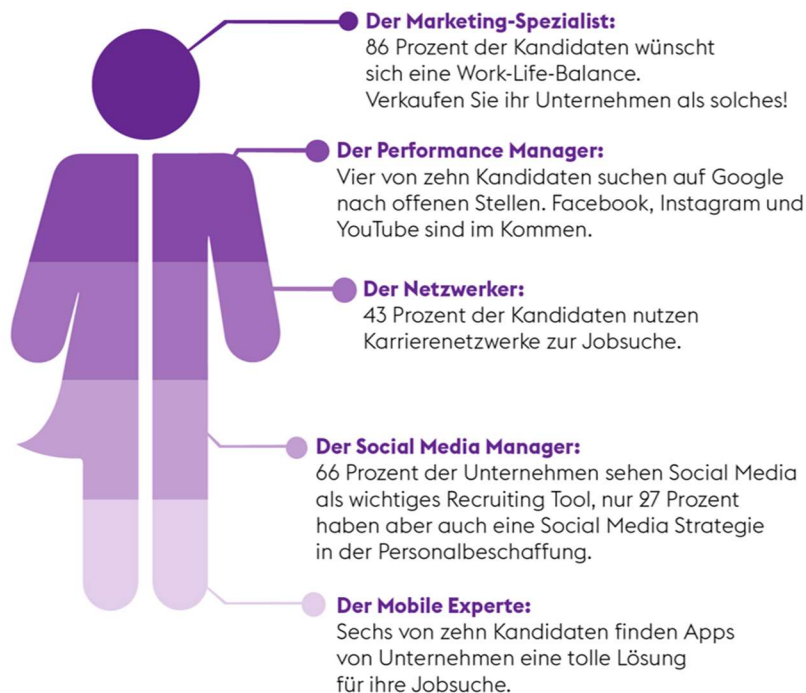 Der Marketing-Spezialist:
86 Prozent der Kandidaten wünscht
sich eine Work-Life-Balance.
Verkaufen Sie ihr Unternehmen als solches!
Der Performance Manager:
Vier von zehn Kandidaten suchen auf Google
nach offenen Stellen. Facebook, Instagram und
YouTube sind im Kommen.
Der Netzwerker:
43 Prozent der Kandidaten nutzen
Karrierenetzwerke zur Jobsuche.
Der Social Media Manager:
66 Prozent der Unternehmen sehen Social Media
als wichtiges Recruiting Tool, nur 27 Prozent
haben aber auch eine Social Media Strategie
in der Personalbeschaffung.
Der Mobile Experte:
Sechs von zehn Kandidaten finden Apps
von Unternehmen eine tolle Lösung
für ihre Jobsuche.